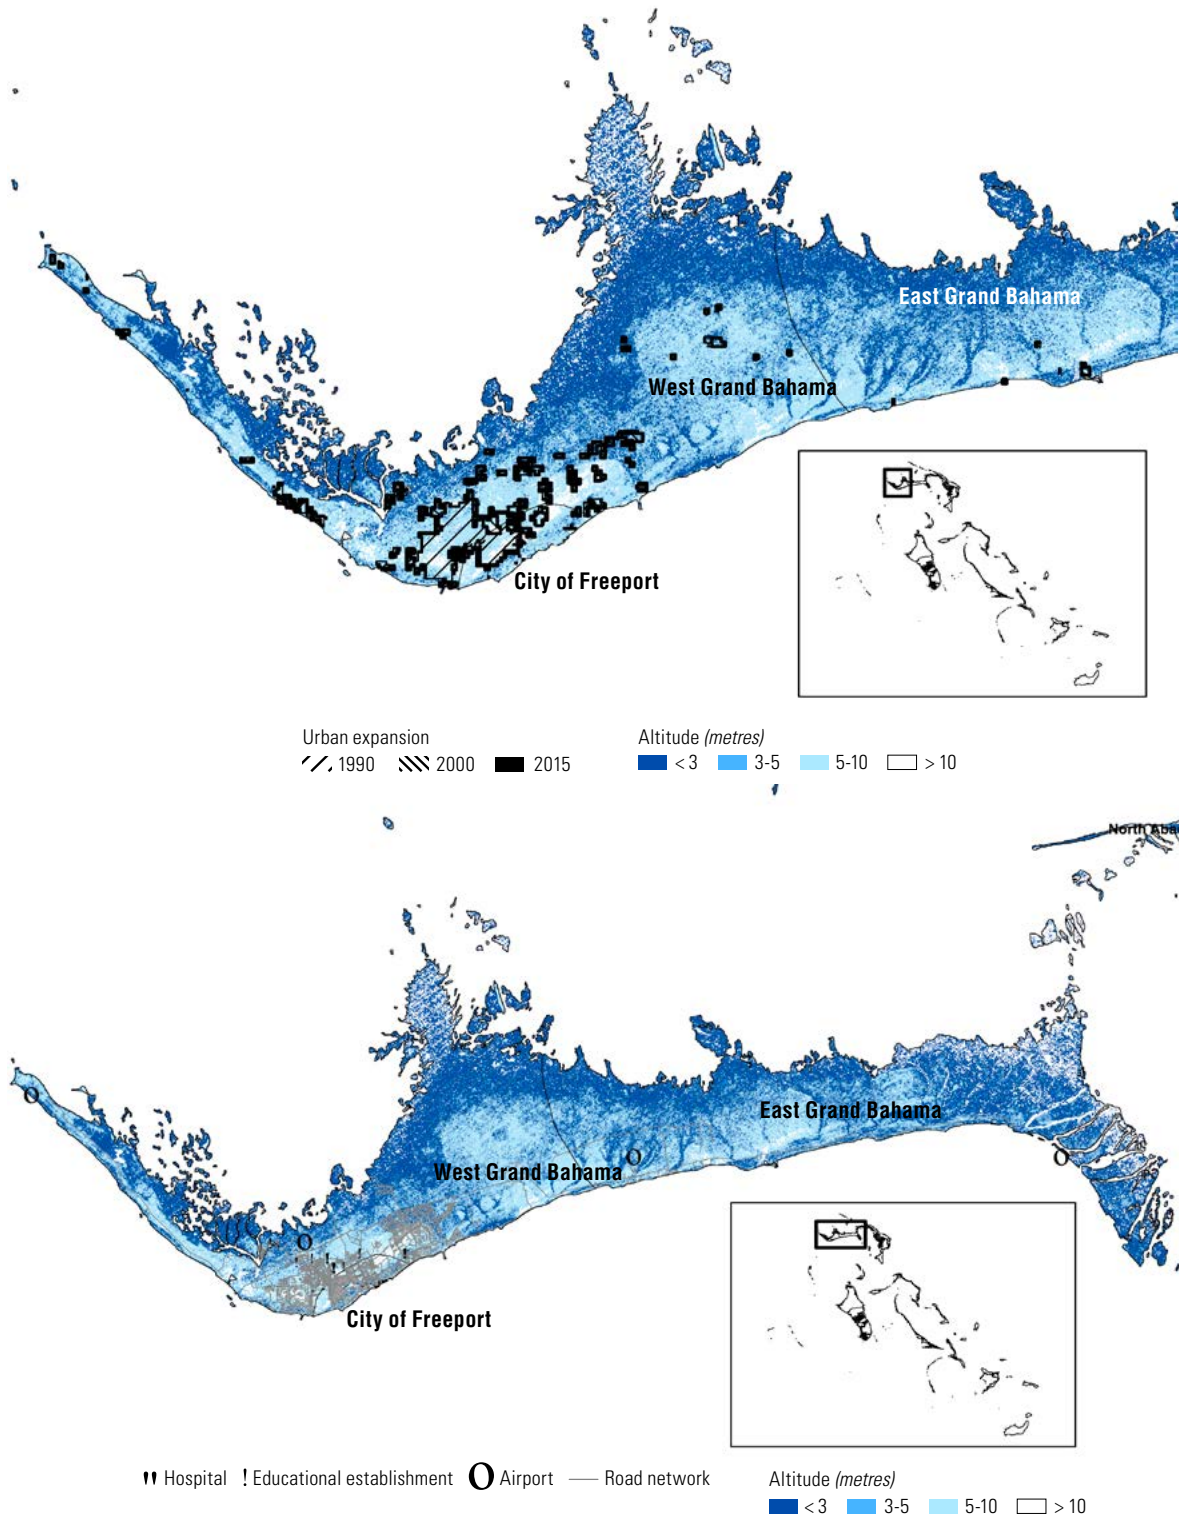 East Grand Bahama
West Grand Bahama
City of Freeport
Urban expansion
1990 2000 2015
Altitude (metres)
< 3 3-5 5-10 > 10
North Aba
East Grand Bahama
West Grand Bahama
City of Freeport
Hospital ! Educational establishment O Airport Road network
Altitude (metres)
< 3 3-5 5-10 > 10